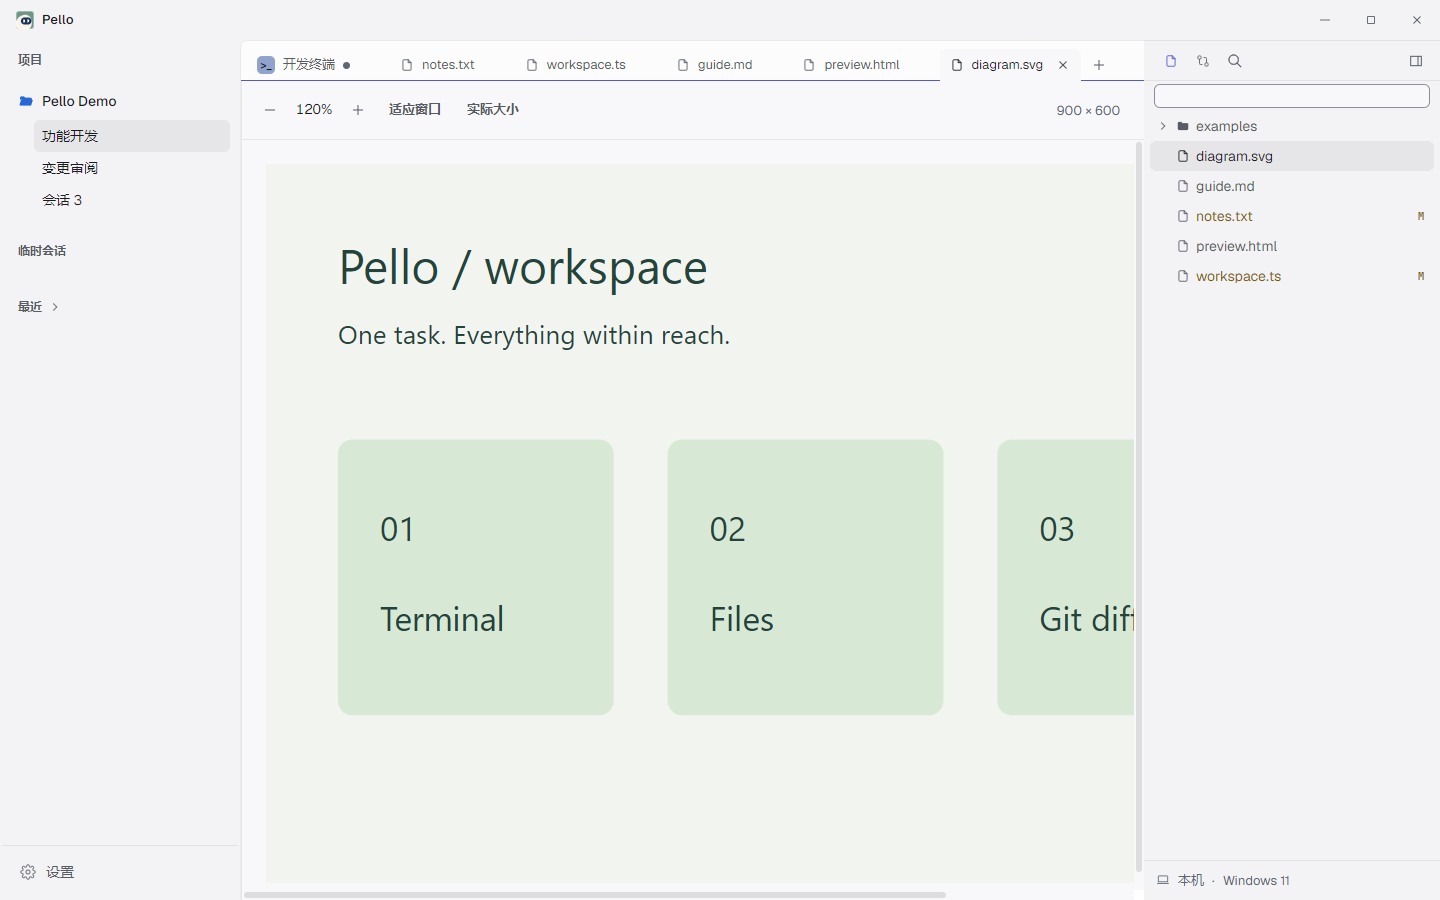 Pello
项目
Pello Demo
功能开发
变更审阅
会话 3
临时会话
最近
设置
>_ 开发终端
notes.txt
workspace.ts
guide.md
preview.html
diagram.svg
120%
适应窗口
实际大小
900 × 600
Pello / workspace
One task. Everything within reach.
01
Terminal
02
Files
03
Git diff
examples
diagram.svg
guide.md
notes.txt M
preview.html
workspace.ts M
本机 · Windows 11